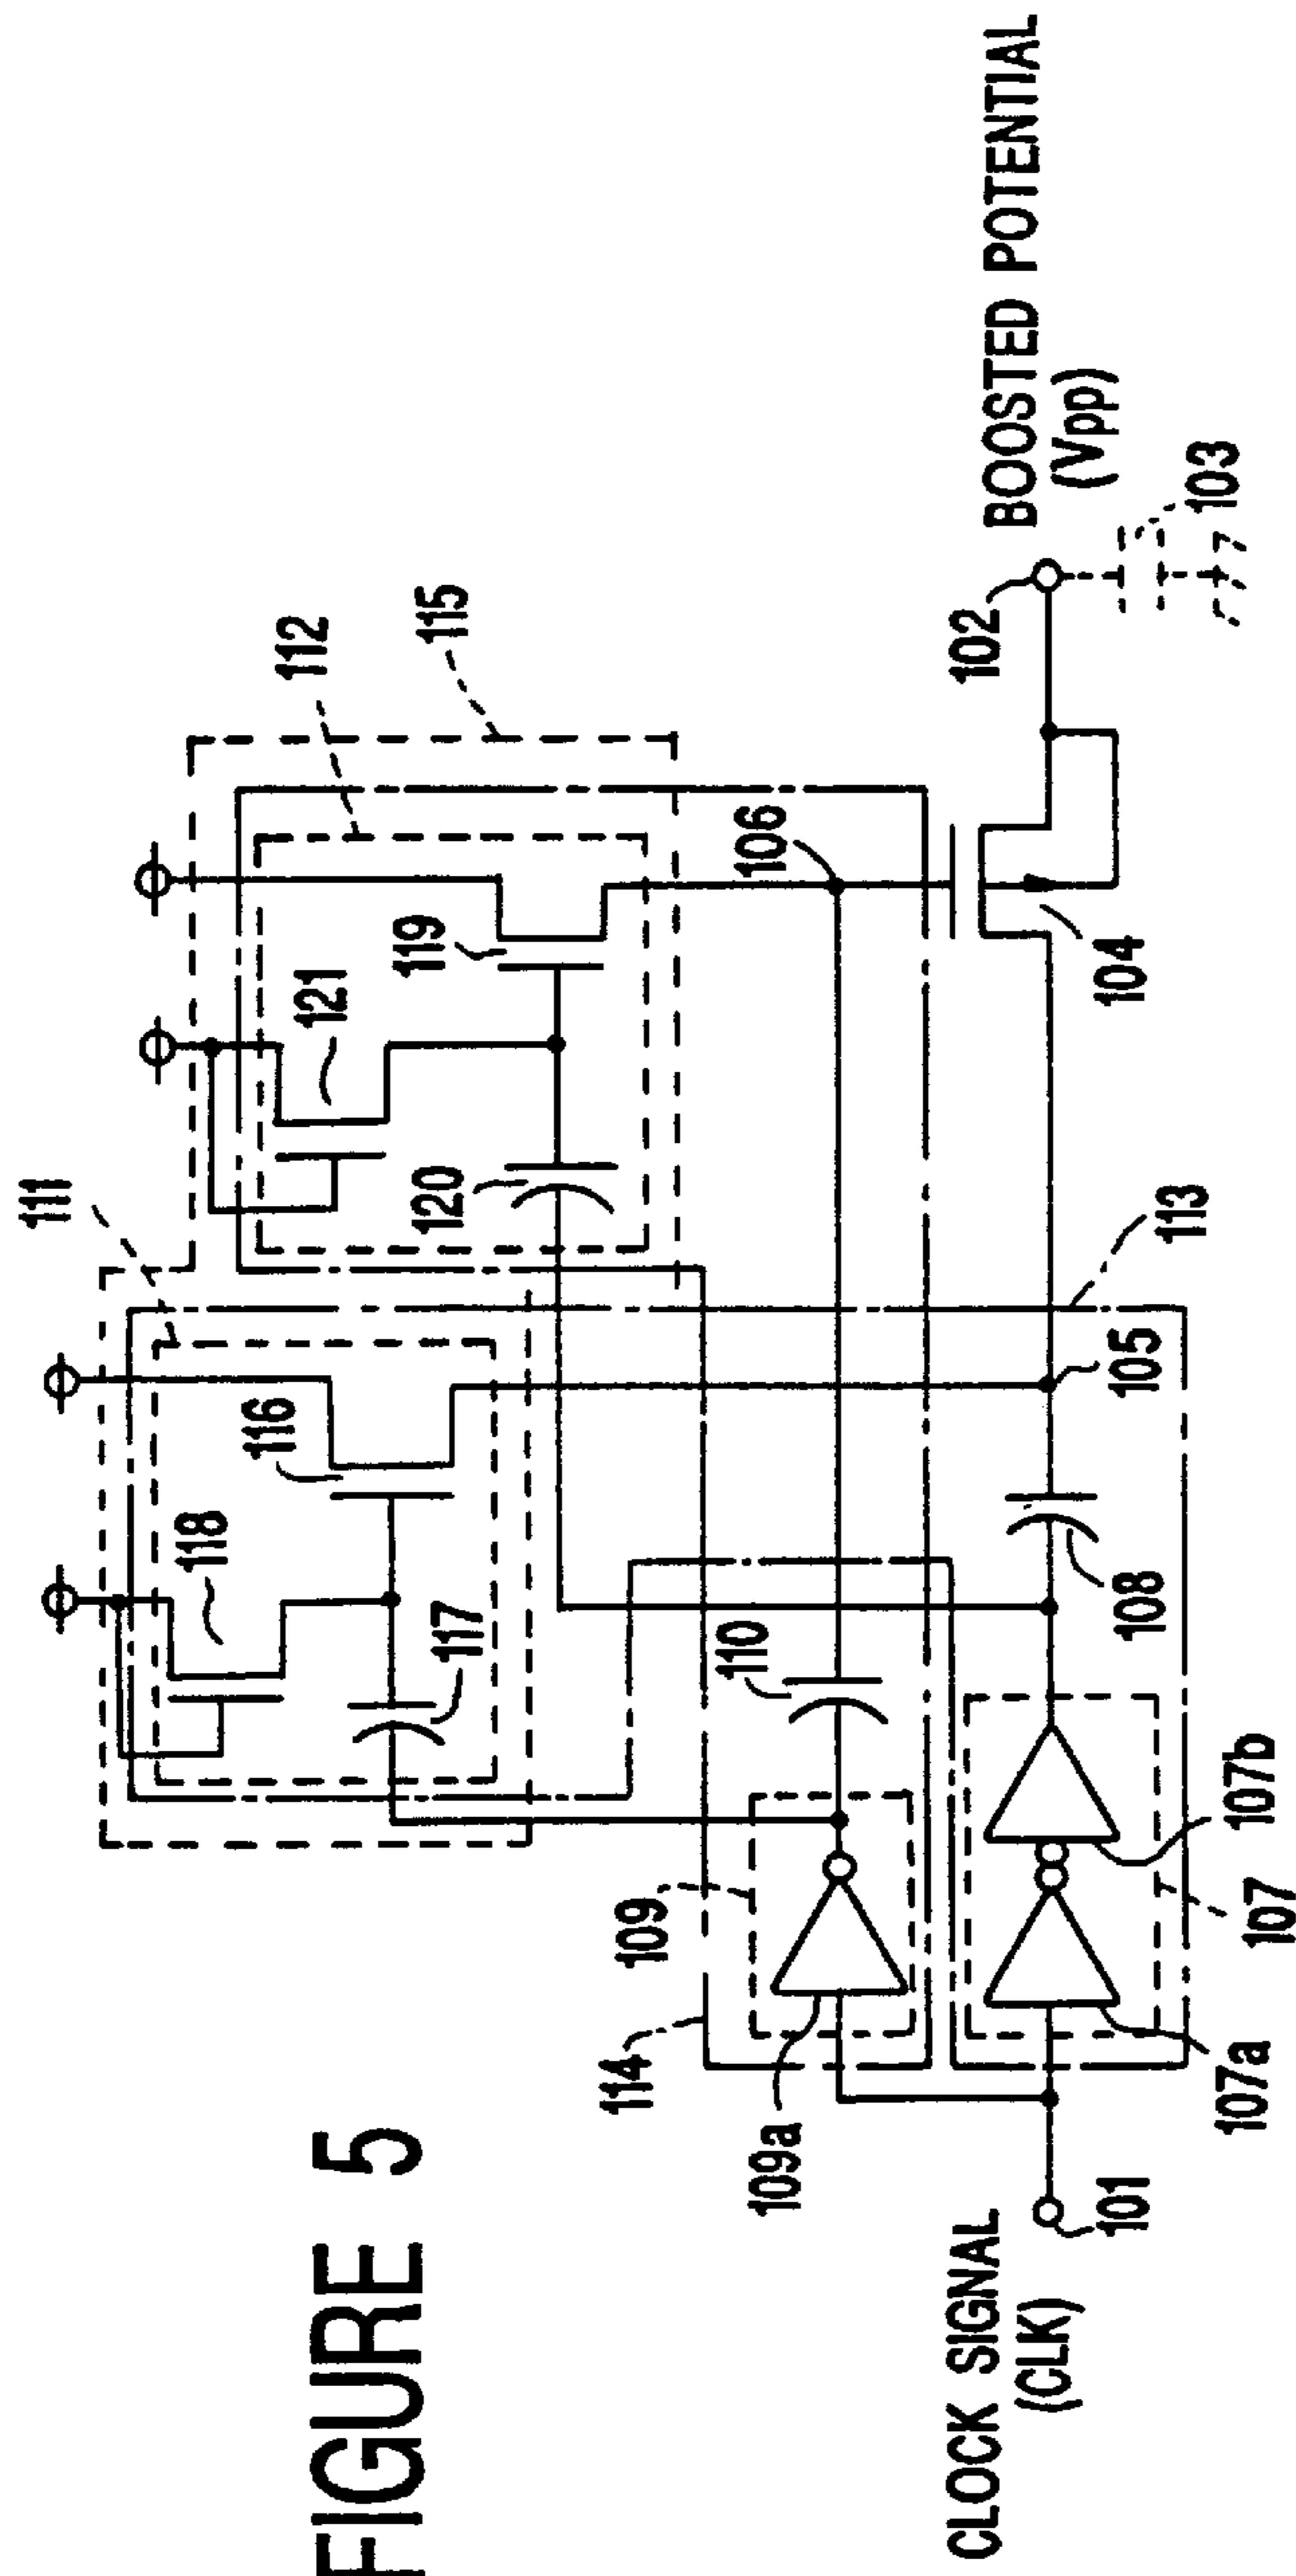 FIGURE 5
111
112
115
118
116
121
119
117
120
106
BOOSTED POTENTIAL
(Vpp)
110
109
114
109a
102
103
104
105
113
108
CLOCK SIGNAL
(CLK)
101
107a
107
107b